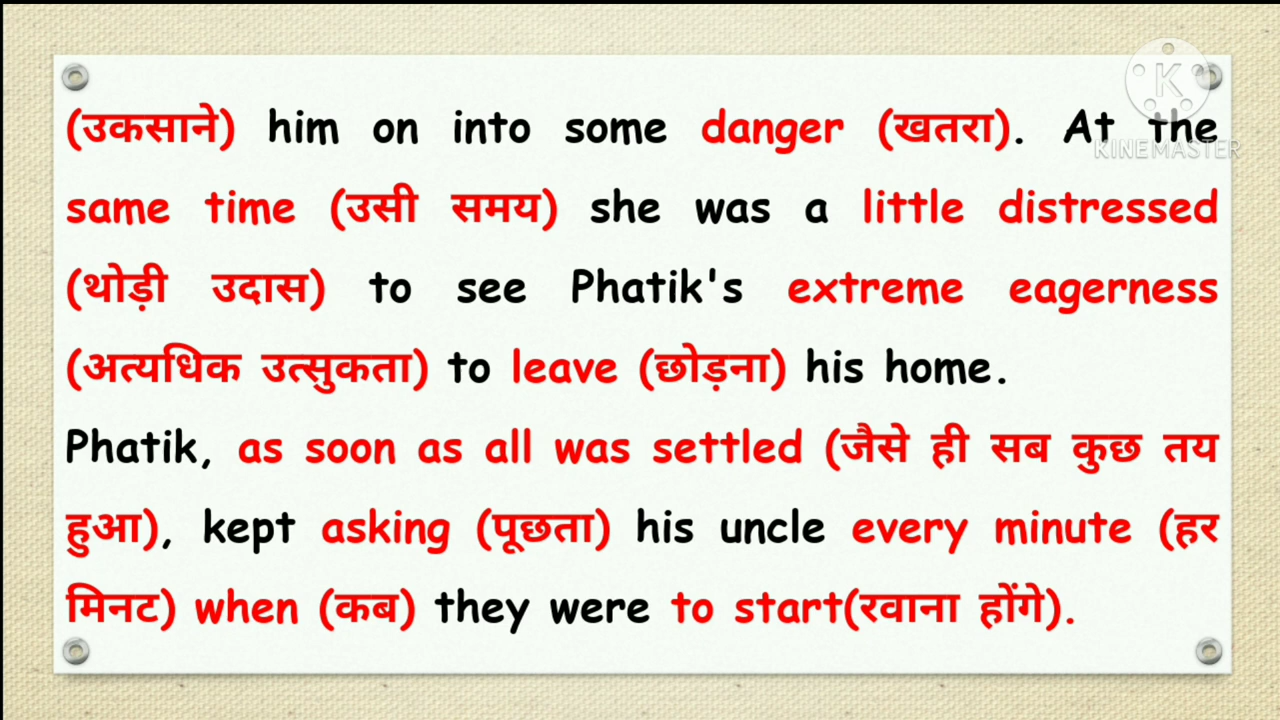 (उकसाने) him on into some danger (खतरा). At the
same time (उसी समय) she was a little distressed
(थोड़ी उदास) to see Phatik's extreme eagerness
(अत्यधिक उत्सुकता) to leave (छोड़ना) his home.
Phatik, as soon as all was settled (जैसे ही सब कुछ तय
हुआ), kept asking (पूछता) his uncle every minute (हर
मिनट) when (कब) they were to start(रवाना होंगे).
K
KINEMASTER